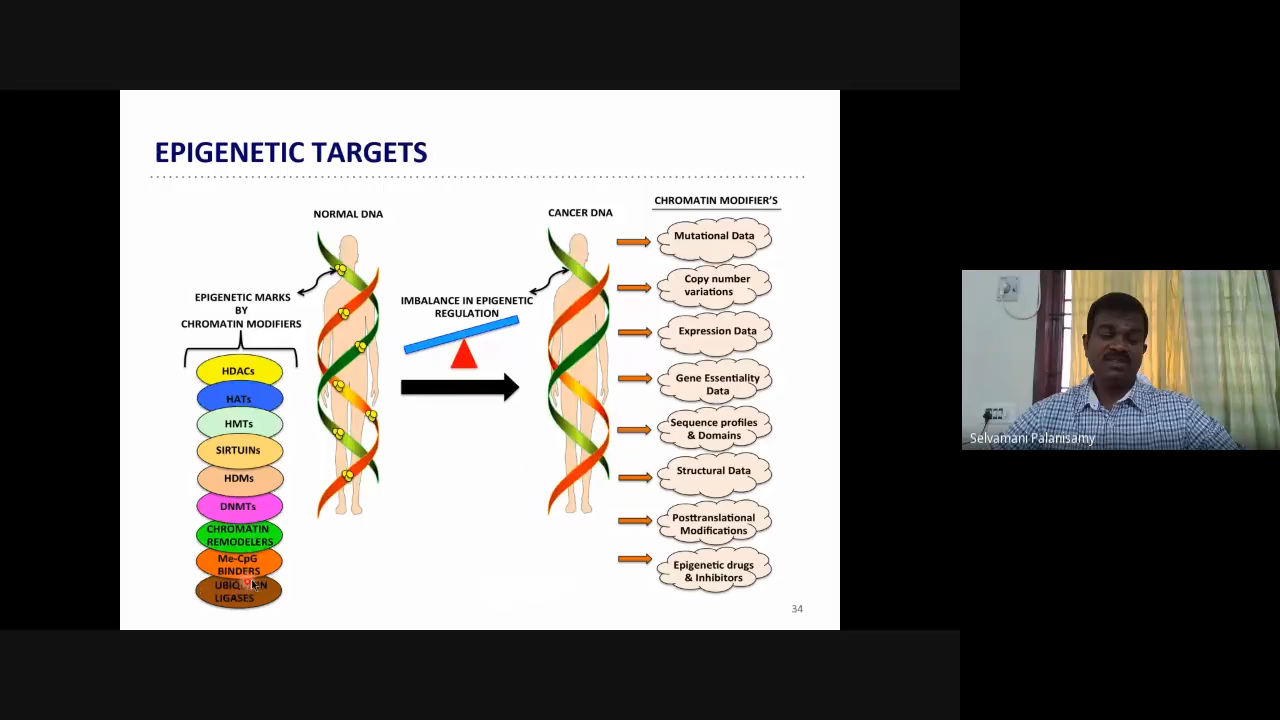 EPIGENETIC TARGETS
NORMAL DNA
CANCER DNA
CHROMATIN MODIFIER'S
EPIGENETIC MARKS
BY
CHROMATIN MODIFIERS
IMBALANCE IN EPIGENETIC
REGULATION
HDACs
HATs
HMTs
SIRTUINs
HDMs
DNMTs
CHROMATIN
REMODELERS
Me-CpG
BINDERS
LIGASES
Mutational Data
Copy number
variations
Expression Data
Gene Essentiality
Data
Sequence profiles
& Domains
Structural Data
Posttranslational
Modifications
Epigenetic drugs
& Inhibitors
34
Selvamani Palanisamy